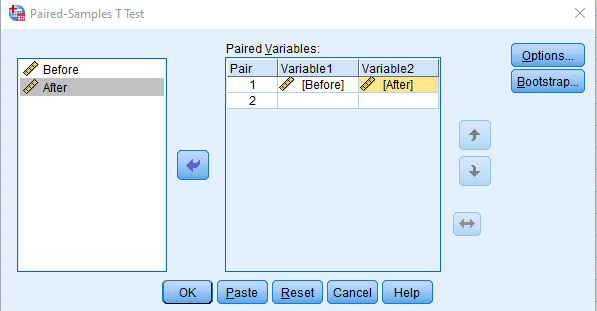 Paired-Samples T Test
Before
After
Paired Variables:
Pair Variable1 Variable2
1 [Before] [After]
2
Options...
Bootstrap...
OK Paste Reset Cancel Help